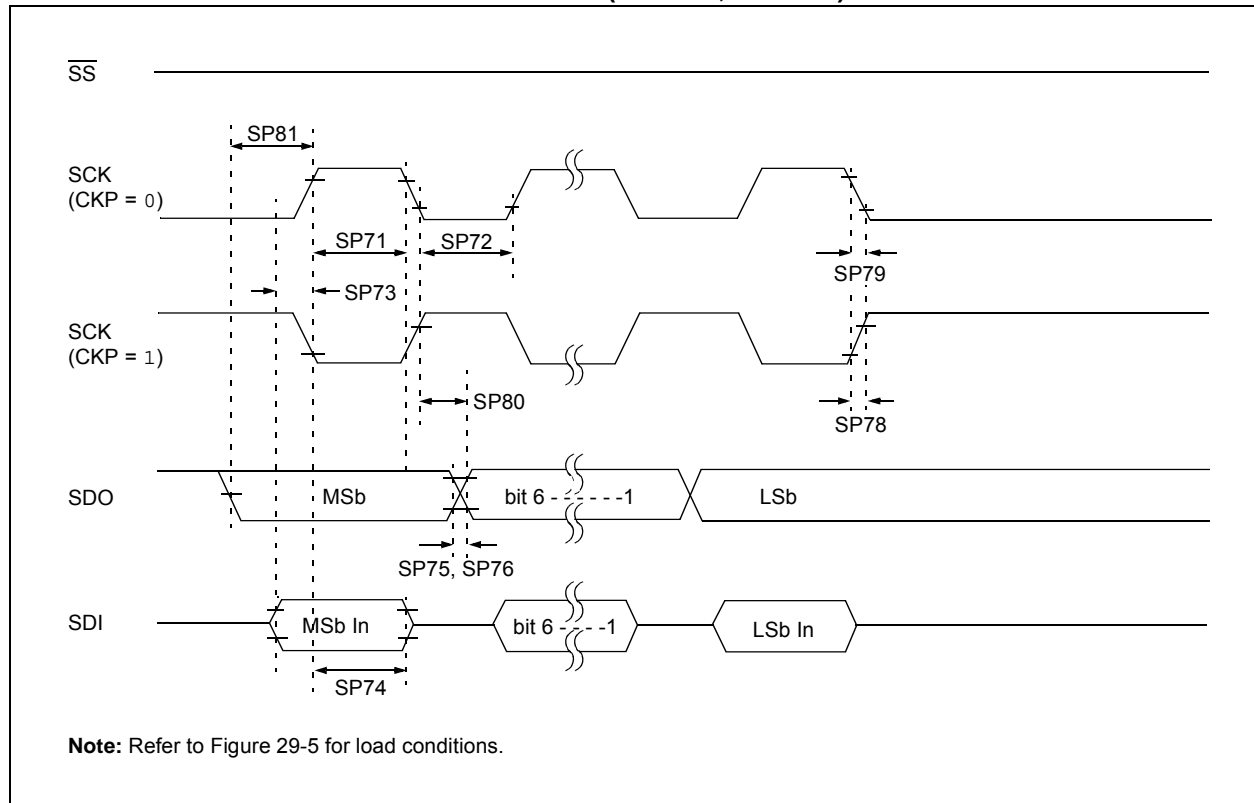 SS
SP81
SCK
(CKP = 0)
SP71
SP72
SP79
SP73
SCK
(CKP = 1)
SP80
SP78
SDO
MSb
bit 6 - - - - - -1
LSb
SP75, SP76
SDI
MSb In
bit 6 - - - -1
LSb In
SP74
Note: Refer to Figure 29-5 for load conditions.